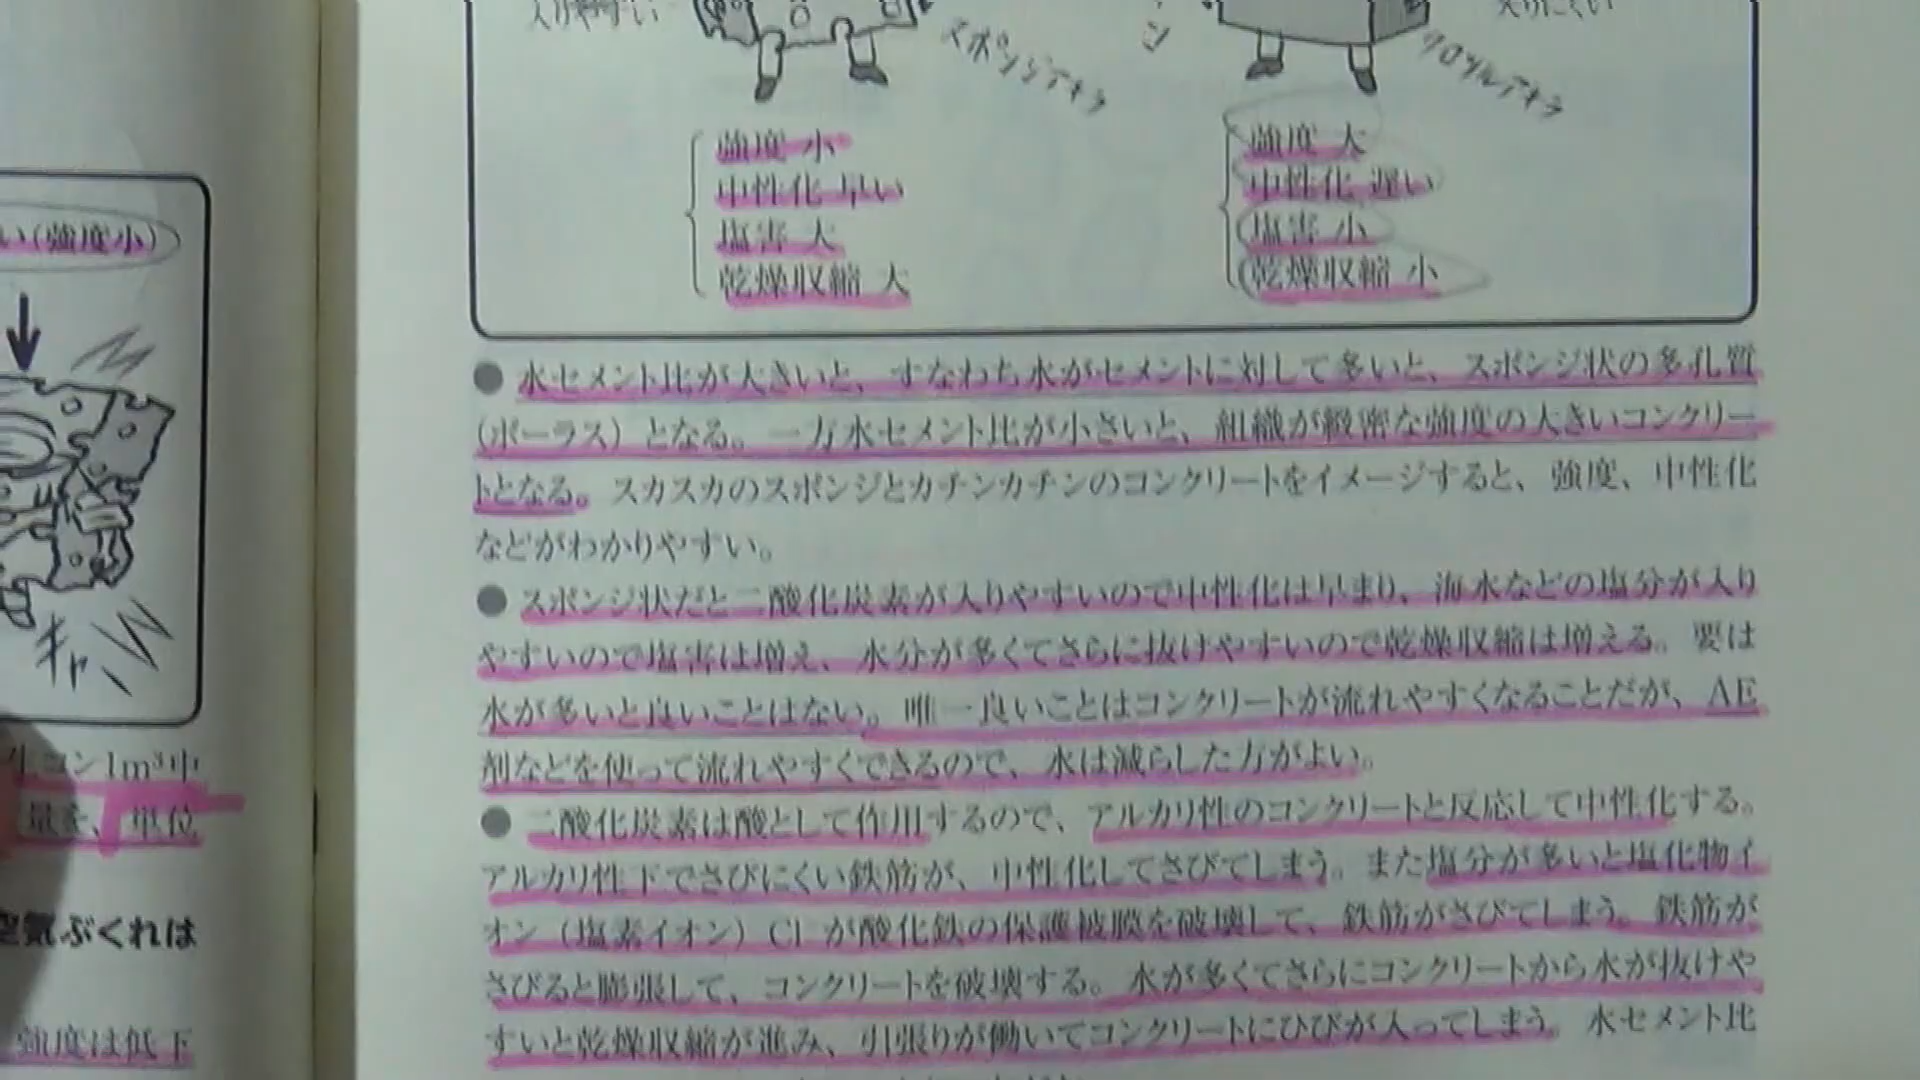 い(強度小)
ギャ
生コン1m³中
量を、単位
空気ぶくれは
強度は低下
入りやすい
スポンジアキラ
ン
クロツルアキラ
入りにくい
強度 小
中性化 早い
塩害 大
乾燥収縮 大
強度 大
中性化 遅い
塩害 小
乾燥収縮 小
● 水セメント比が大きいと、すなわち水がセメントに対して多いと、スポンジ状の多孔質
(ポーラス)となる。一方水セメント比が小さいと、組織が緻密な強度の大きいコンクリー
トとなる。スカスカのスポンジとカチンカチンのコンクリートをイメージすると、強度、中性化
などがわかりやすい。
● スポンジ状だと二酸化炭素が入りやすいので中性化は早まり、海水などの塩分が入り
やすいので塩害は増え、水分が多くてさらに抜けやすいので乾燥収縮は増える。要は
水が多いと良いことはない。唯一良いことはコンクリートが流れやすくなることだが、AE
剤などを使って流れやすくできるので、水は減らした方がよい。
● 二酸化炭素は酸として作用するので、アルカリ性のコンクリートと反応して中性化する。
アルカリ性下でさびにくい鉄筋が、中性化してさびてしまう。また塩分が多いと塩化物イ
オン（塩素イオン）Cl⁻が酸化鉄の保護被膜を破壊して、鉄筋がさびてしまう。鉄筋が
さびると膨張して、コンクリートを破壊する。水が多くてさらにコンクリートから水が抜けや
すいと乾燥収縮が進み、引張りが働いてコンクリートにひびが入ってしまう。水セメント比